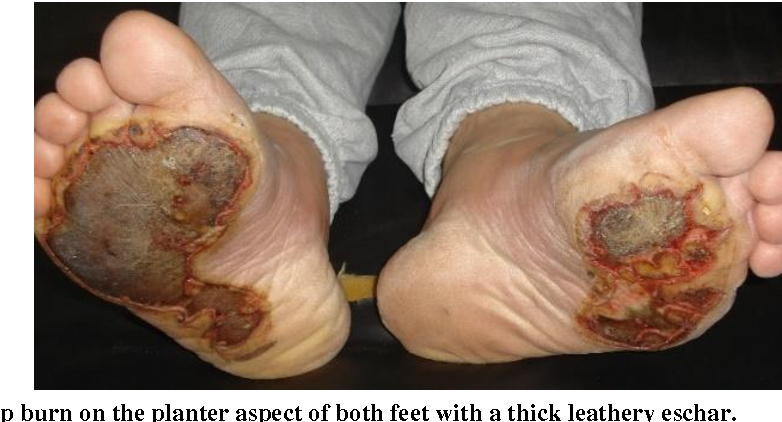 p burn on the planter aspect of both feet with a thick leathery eschar.